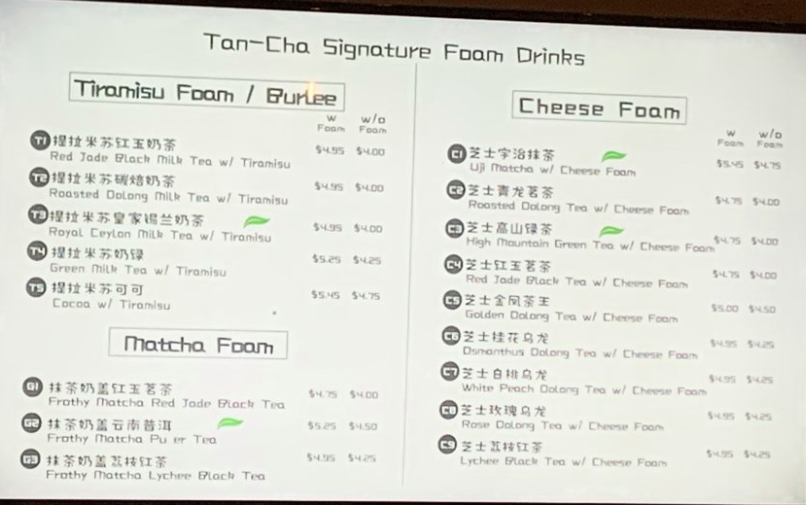 Tan-Cha Signature Foam Drinks
Tiramisu Foam / Burlee
W Foam w/o Foam
T1 提拉米苏红玉奶茶 $4.95 $4.00
Red Jade Black Milk Tea w/ Tiramisu
T2 提拉米苏碳焙奶茶 $4.95 $4.00
Roasted Oolong Milk Tea w/ Tiramisu
T3 提拉米苏皇家锡兰奶茶 $4.95 $4.00
Royal Ceylon Milk Tea w/ Tiramisu
T4 提拉米苏奶绿 $5.25 $4.25
Green Milk Tea w/ Tiramisu
T5 提拉米苏可可 $5.45 $4.75
Cocoa w/ Tiramisu
Matcha Foam
G1 抹茶奶盖红玉茗茶 $4.75 $4.00
Frothy Matcha Red Jade Black Tea
G2 抹茶奶盖云南普洱 $5.25 $4.50
Frothy Matcha Pu er Tea
G3 抹茶奶盖荔枝红茶 $4.95 $4.25
Frothy Matcha Lychee Black Tea
Cheese Foam
W Foam w/o Foam
C1 芝士宇治抹茶 $5.45 $4.75
Uji Matcha w/ Cheese Foam
C2 芝士青龙茗茶 $4.75 $4.00
Roasted Oolong Tea w/ Cheese Foam
C3 芝士高山绿茶 $4.75 $4.00
High Mountain Green Tea w/ Cheese Foam
C4 芝士红玉茗茶 $4.75 $4.00
Red Jade Black Tea w/ Cheese Foam
C5 芝士金凤茶王 $5.00 $4.50
Golden Oolong Tea w/ Cheese Foam
C6 芝士桂花乌龙 $4.95 $4.25
Osmanthus Oolong Tea w/ Cheese Foam
C7 芝士白桃乌龙 $4.95 $4.25
White Peach Oolong Tea w/ Cheese Foam
C8 芝士玫瑰乌龙 $4.95 $4.25
Rose Oolong Tea w/ Cheese Foam
C9 芝士荔枝红茶 $4.95 $4.25
Lychee Black Tea w/ Cheese Foam